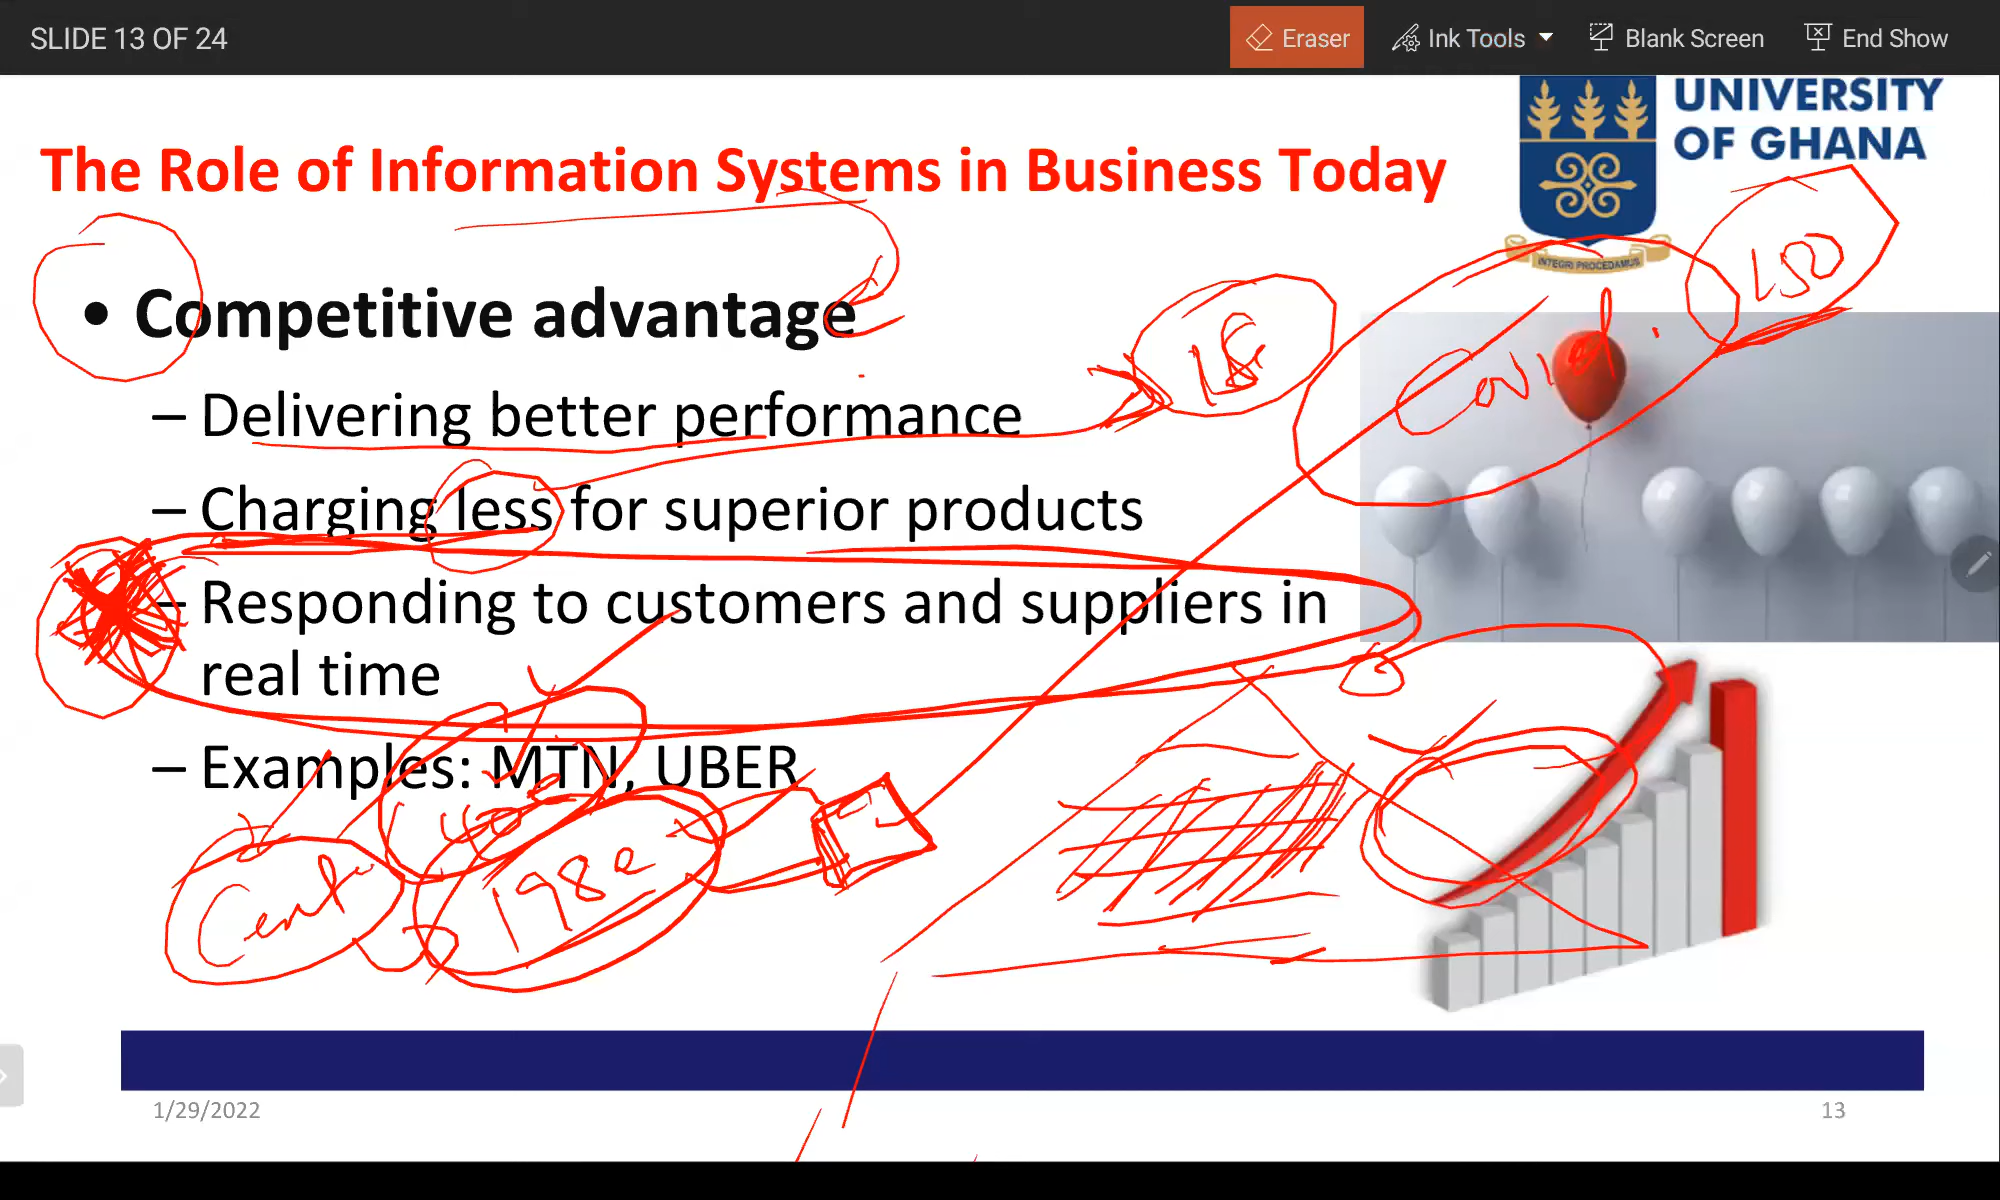 SLIDE 13 OF 24
Eraser
Ink Tools
Blank Screen
End Show
UNIVERSITY
OF GHANA
INTEGRI PROCEDAMUS
The Role of Information Systems in Business Today
• Competitive advantage
– Delivering better performance
– Charging less for superior products
– Responding to customers and suppliers in
real time
– Examples: MTN, UBER
Covid.
1/29/2022
13